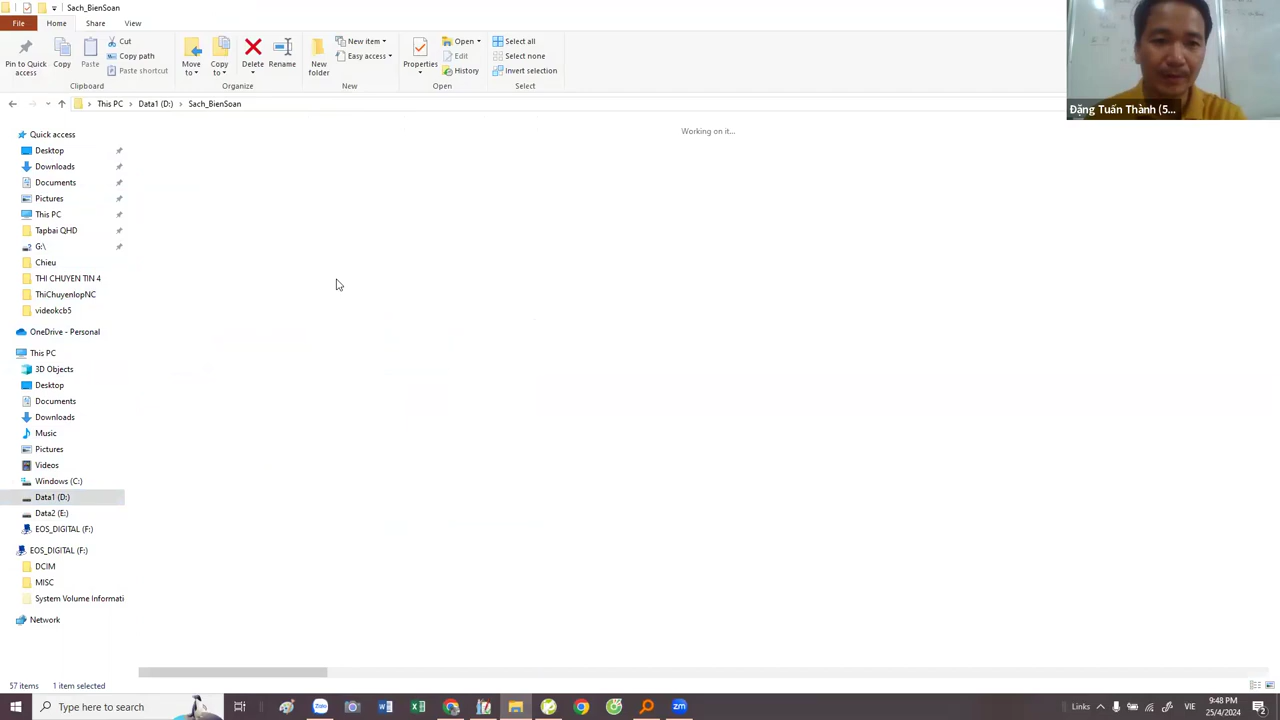 Sach_BienSoan
File Home Share View
Pin to Quick access
Copy
Paste
Cut
Copy path
Paste shortcut
Clipboard
Move to
Copy to
Delete
Rename
Organize
New folder
New item
Easy access
New
Properties
Open
Edit
History
Open
Select all
Select none
Invert selection
Select
Đặng Tuấn Thành (5...
This PC > Data1 (D:) > Sach_BienSoan
Working on it...
Quick access
Desktop
Downloads
Documents
Pictures
This PC
Tapbai QHD
G:\
Chieu
THI CHUYEN TIN 4
ThiChuyenlopNC
videokcb5
OneDrive - Personal
This PC
3D Objects
Desktop
Documents
Downloads
Music
Pictures
Videos
Windows (C:)
Data1 (D:)
Data2 (E:)
EOS_DIGITAL (F:)
EOS_DIGITAL (F:)
DCIM
MISC
System Volume Informati
Network
57 items 1 item selected
Type here to search
Zalo
zm
Links
VIE
9:48 PM
25/4/2024
2